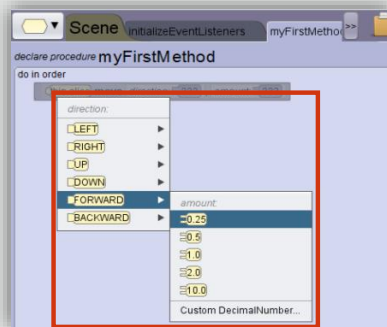 Scene initializeEventListeners myFirstMethod >>
declare procedure myFirstMethod
do in order
direction:
LEFT
RIGHT
UP
DOWN
FORWARD
BACKWARD
amount:
0.25
0.5
1.0
2.0
10.0
Custom DecimalNumber...